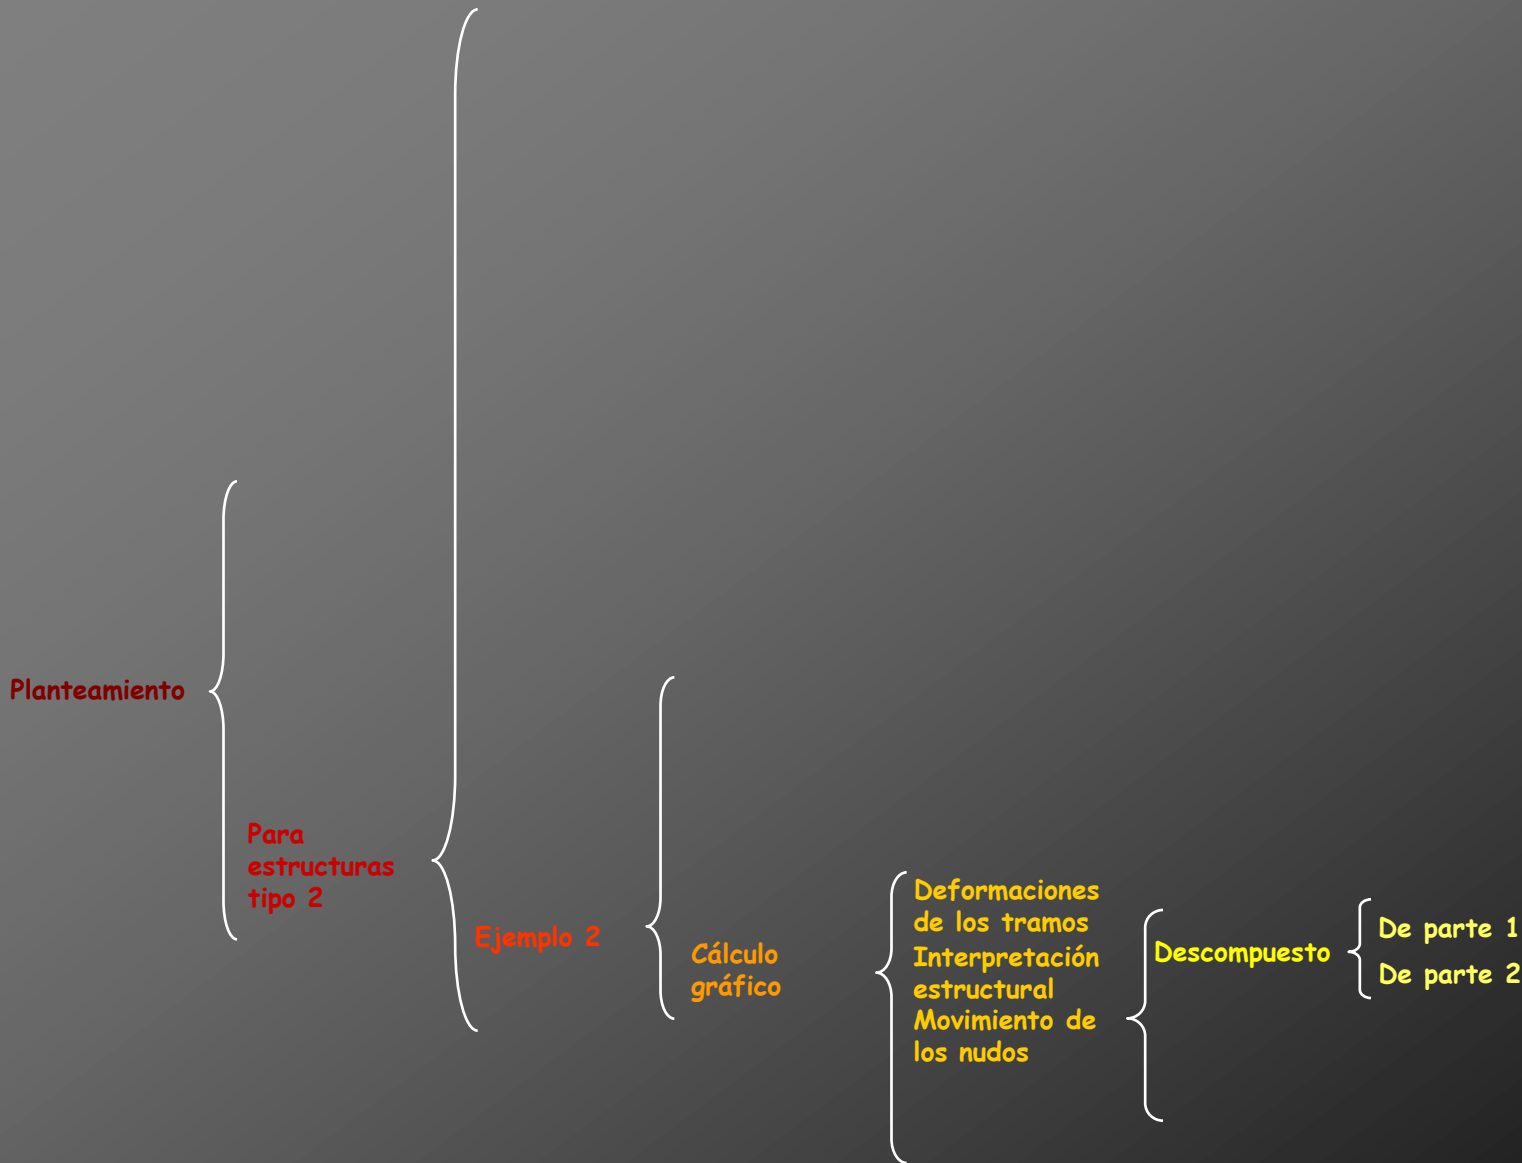 Planteamiento
Para
estructuras
tipo 2
Ejemplo 2
Cálculo
gráfico
Deformaciones
de los tramos
Interpretación
estructural
Movimiento de
los nudos
Descompuesto
De parte 1
De parte 2